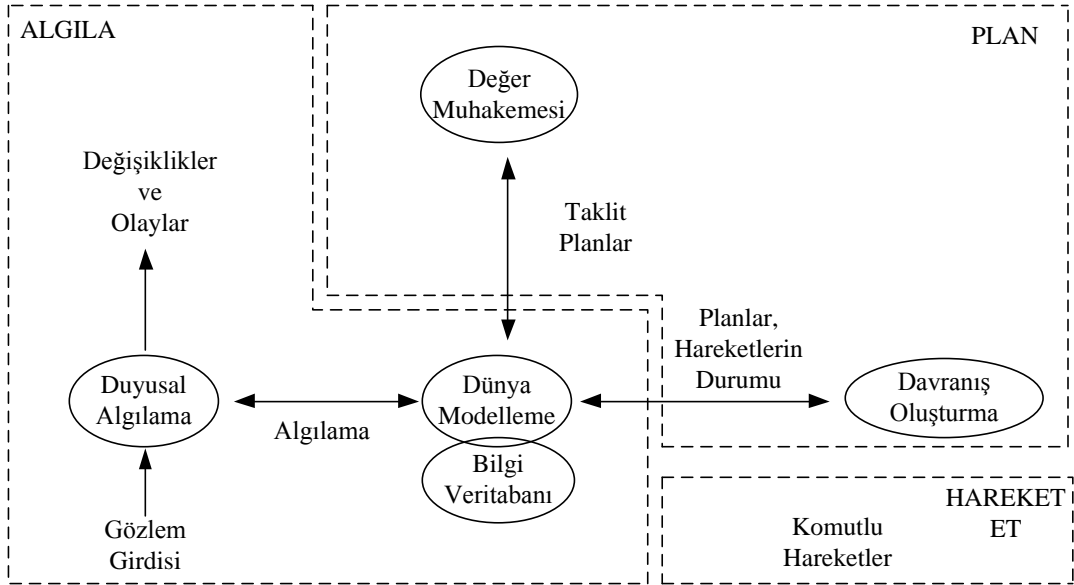 ALGILA
PLAN
Değer
Muhakemesi
Değişiklikler
ve
Olaylar
Taklit
Planlar
Planlar,
Hareketlerin
Durumu
Duyusal
Algılama
Algılama
Dünya
Modelleme
Bilgi
Veritabanı
Davranış
Oluşturma
Gözlem
Girdisi
HAREKET
ET
Komutlu
Hareketler